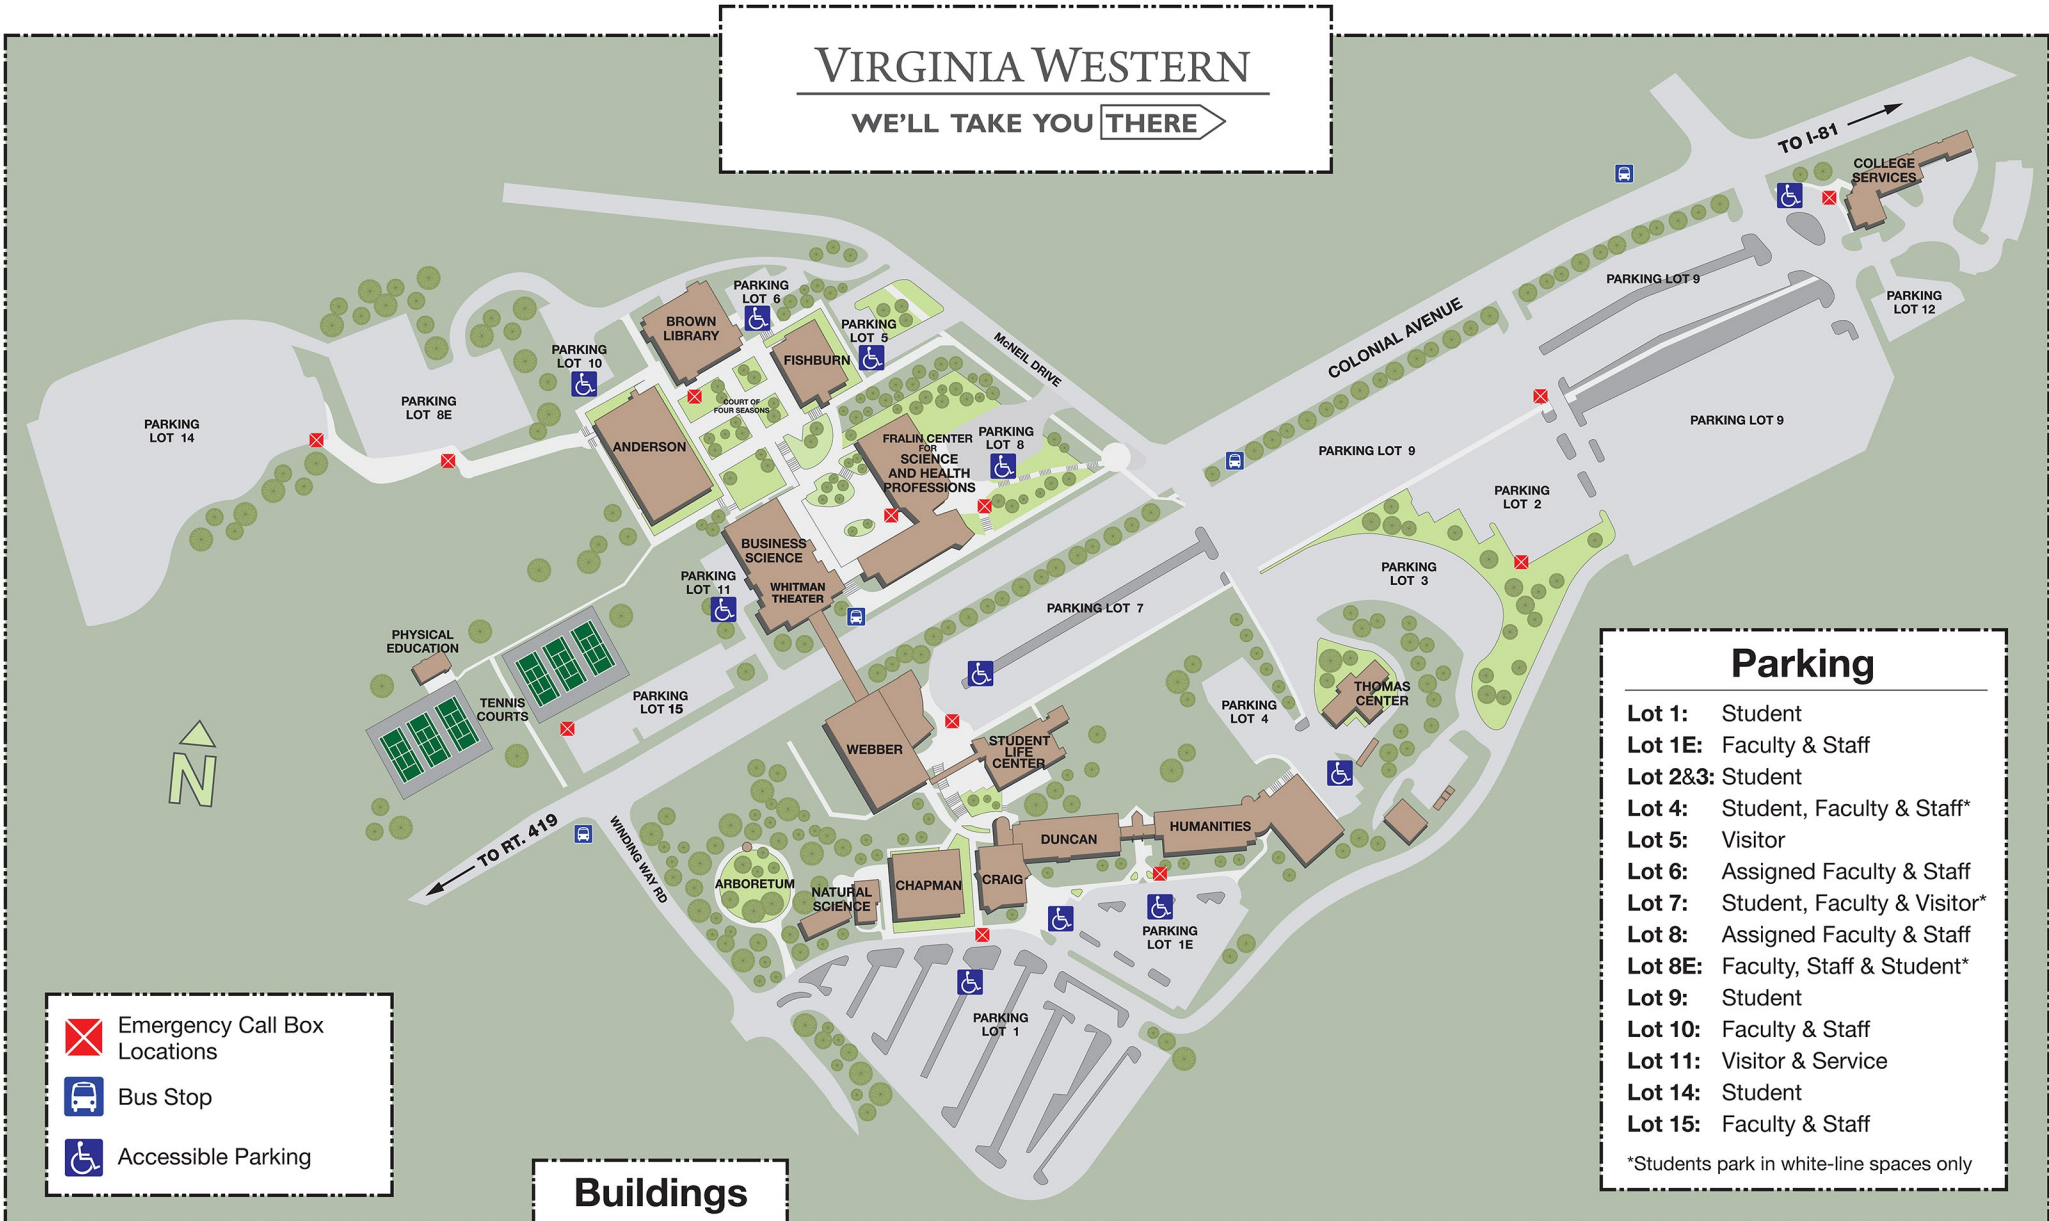 VIRGINIA WESTERN
WE'LL TAKE YOU THERE
TO I-81
COLLEGE
SERVICES
PARKING LOT 9
PARKING
LOT 12
COLONIAL AVENUE
PARKING LOT 9
PARKING LOT 9
PARKING
LOT 2
PARKING
LOT 3
McNEIL DRIVE
PARKING
LOT 6
BROWN
LIBRARY
PARKING
LOT 5
FISHBURN
PARKING
LOT 10
COURT OF
FOUR SEASONS
PARKING
LOT 8E
PARKING
LOT 14
ANDERSON
FRALIN CENTER
FOR
SCIENCE
AND HEALTH
PROFESSIONS
PARKING
LOT 8
BUSINESS
SCIENCE
WHITMAN
THEATER
PARKING
LOT 11
PARKING LOT 7
PHYSICAL
EDUCATION
TENNIS
COURTS
PARKING
LOT 15
THOMAS
CENTER
PARKING
LOT 4
WEBBER
STUDENT
LIFE
CENTER
N
TO RT. 419
WINDING WAY RD
DUNCAN
HUMANITIES
ARBORETUM
NATURAL
SCIENCE
CHAPMAN
CRAIG
PARKING
LOT 1E
PARKING
LOT 1
Parking
Lot 1: Student
Lot 1E: Faculty & Staff
Lot 2&3: Student
Lot 4: Student, Faculty & Staff*
Lot 5: Visitor
Lot 6: Assigned Faculty & Staff
Lot 7: Student, Faculty & Visitor*
Lot 8: Assigned Faculty & Staff
Lot 8E: Faculty, Staff & Student*
Lot 9: Student
Lot 10: Faculty & Staff
Lot 11: Visitor & Service
Lot 14: Student
Lot 15: Faculty & Staff
*Students park in white-line spaces only
Emergency Call Box
Locations
Bus Stop
Accessible Parking
Buildings